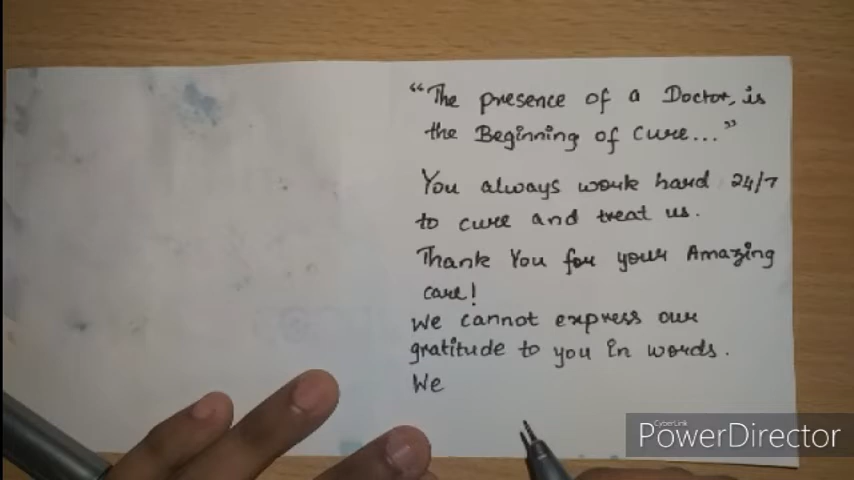 “The presence of a Doctor, is
the Beginning of Cure...”
You always work hard 24/7
to cure and treat us.
Thank You for your Amazing
care!
We cannot express our
gratitude to you in words.
We
CyberLink
PowerDirector